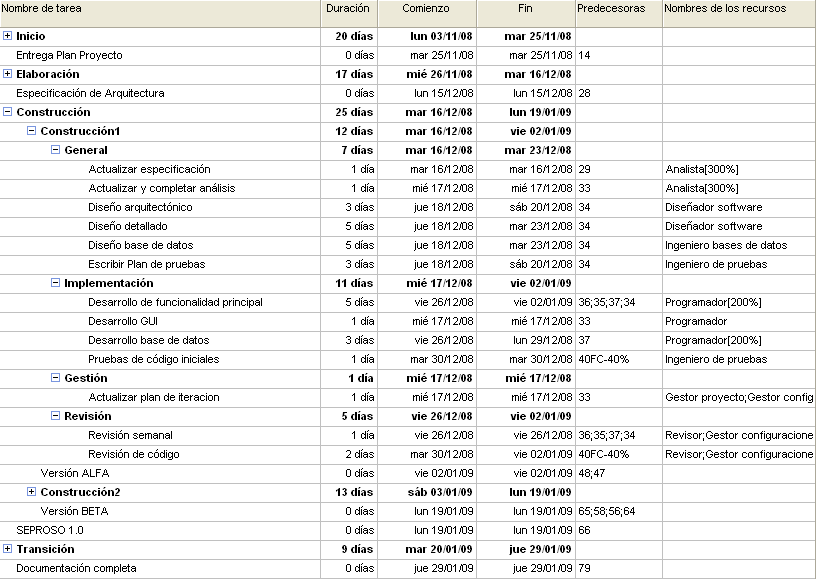 Nombre de tarea Duración Comienzo Fin Predecesoras Nombres de los recursos
Inicio 20 días lun 03/11/08 mar 25/11/08
Entrega Plan Proyecto 0 días mar 25/11/08 mar 25/11/08 14
Elaboración 17 días mié 26/11/08 mar 16/12/08
Especificación de Arquitectura 0 días lun 15/12/08 lun 15/12/08 28
Construcción 25 días mar 16/12/08 lun 19/01/09
Construcción1 12 días mar 16/12/08 vie 02/01/09
General 7 días mar 16/12/08 mar 23/12/08
Actualizar especificación 1 día mar 16/12/08 mar 16/12/08 29 Analista[300%]
Actualizar y completar análisis 1 día mié 17/12/08 mié 17/12/08 33 Analista[300%]
Diseño arquitectónico 3 días jue 18/12/08 sáb 20/12/08 34 Diseñador software
Diseño detallado 5 días jue 18/12/08 mar 23/12/08 34 Diseñador software
Diseño base de datos 5 días jue 18/12/08 mar 23/12/08 34 Ingeniero bases de datos
Escribir Plan de pruebas 3 días jue 18/12/08 sáb 20/12/08 34 Ingeniero de pruebas
Implementación 11 días mié 17/12/08 vie 02/01/09
Desarrollo de funcionalidad principal 5 días vie 26/12/08 vie 02/01/09 36;35;37;34 Programador[200%]
Desarrollo GUI 1 día mié 17/12/08 mié 17/12/08 33 Programador
Desarrollo base de datos 3 días vie 26/12/08 lun 29/12/08 37 Programador[200%]
Pruebas de código iniciales 1 día mar 30/12/08 mar 30/12/08 40FC-40% Ingeniero de pruebas
Gestión 1 día mié 17/12/08 mié 17/12/08
Actualizar plan de iteracion 1 día mié 17/12/08 mié 17/12/08 33 Gestor proyecto;Gestor config
Revisión 5 días vie 26/12/08 vie 02/01/09
Revisión semanal 1 día vie 26/12/08 vie 26/12/08 36;35;37;34 Revisor;Gestor configuracione
Revisión de código 2 días mar 30/12/08 vie 02/01/09 40FC-40% Revisor;Gestor configuracione
Versión ALFA 0 días vie 02/01/09 vie 02/01/09 48;47
Construcción2 13 días sáb 03/01/09 lun 19/01/09
Versión BETA 0 días lun 19/01/09 lun 19/01/09 65;58;56;64
SEPROSO 1.0 0 días lun 19/01/09 lun 19/01/09 66
Transición 9 días mar 20/01/09 jue 29/01/09
Documentación completa 0 días jue 29/01/09 jue 29/01/09 79